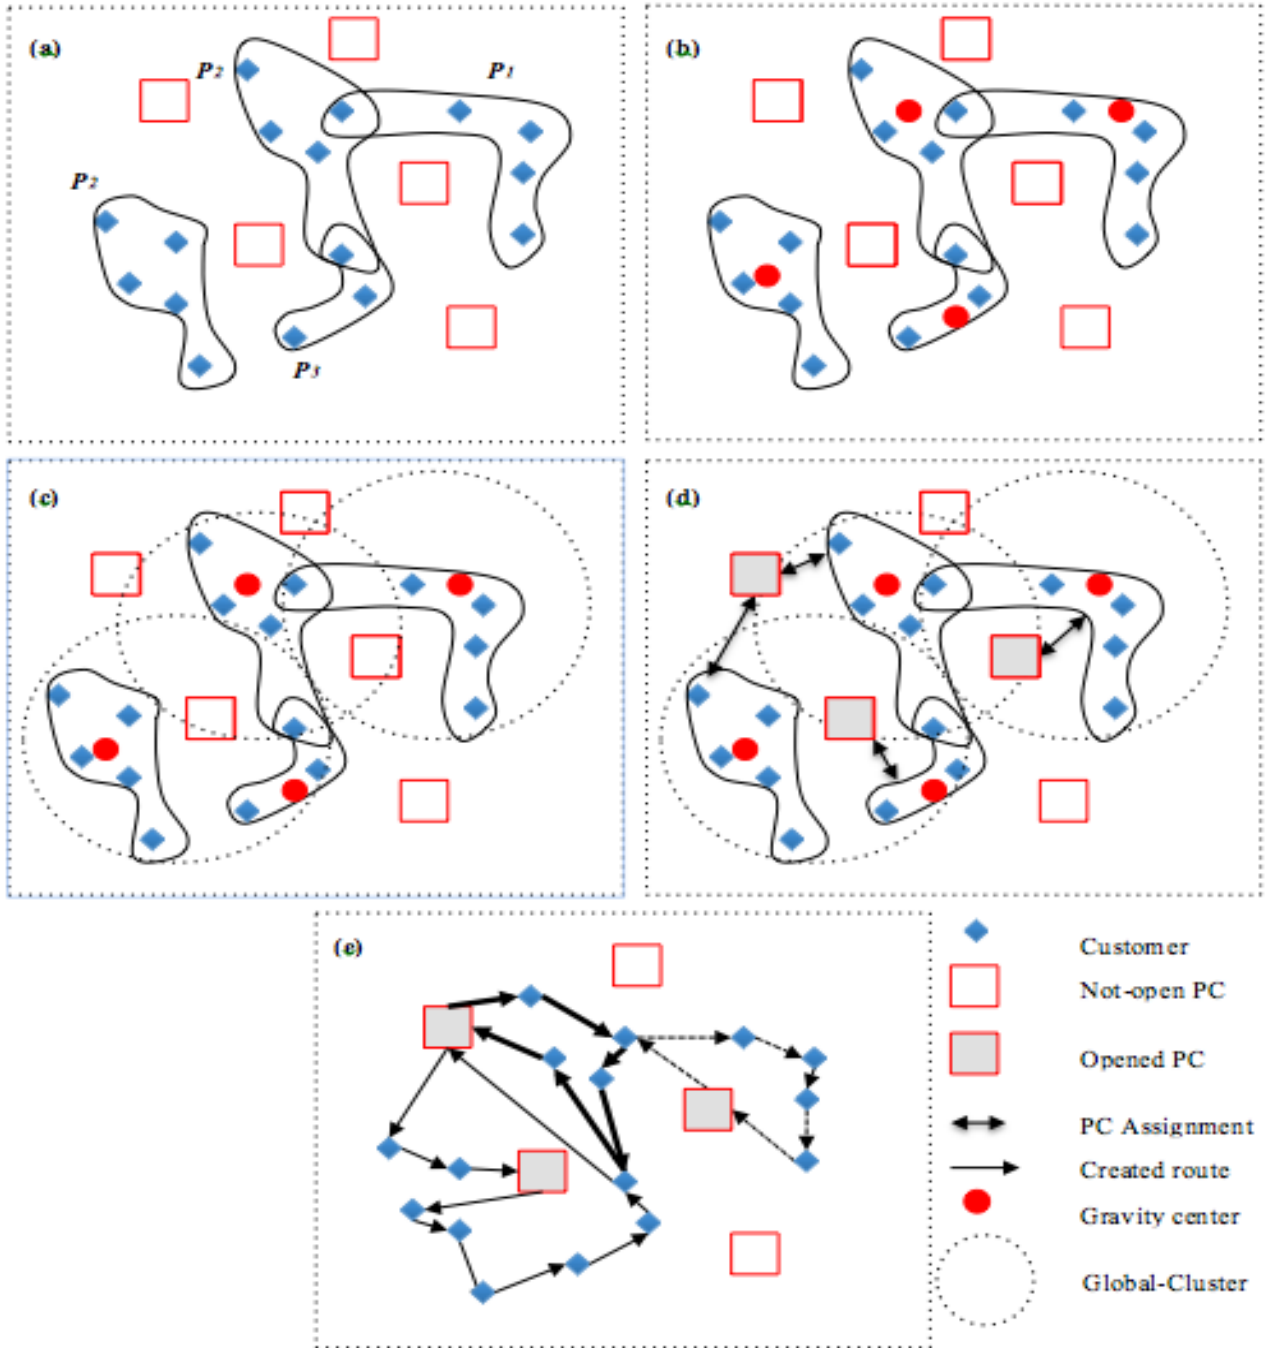 (a)
P2
P1
P2
P3
(b)
(c)
(d)
(e)
Customer
Not-open PC
Opened PC
PC Assignment
Created route
Gravity center
Global-Cluster